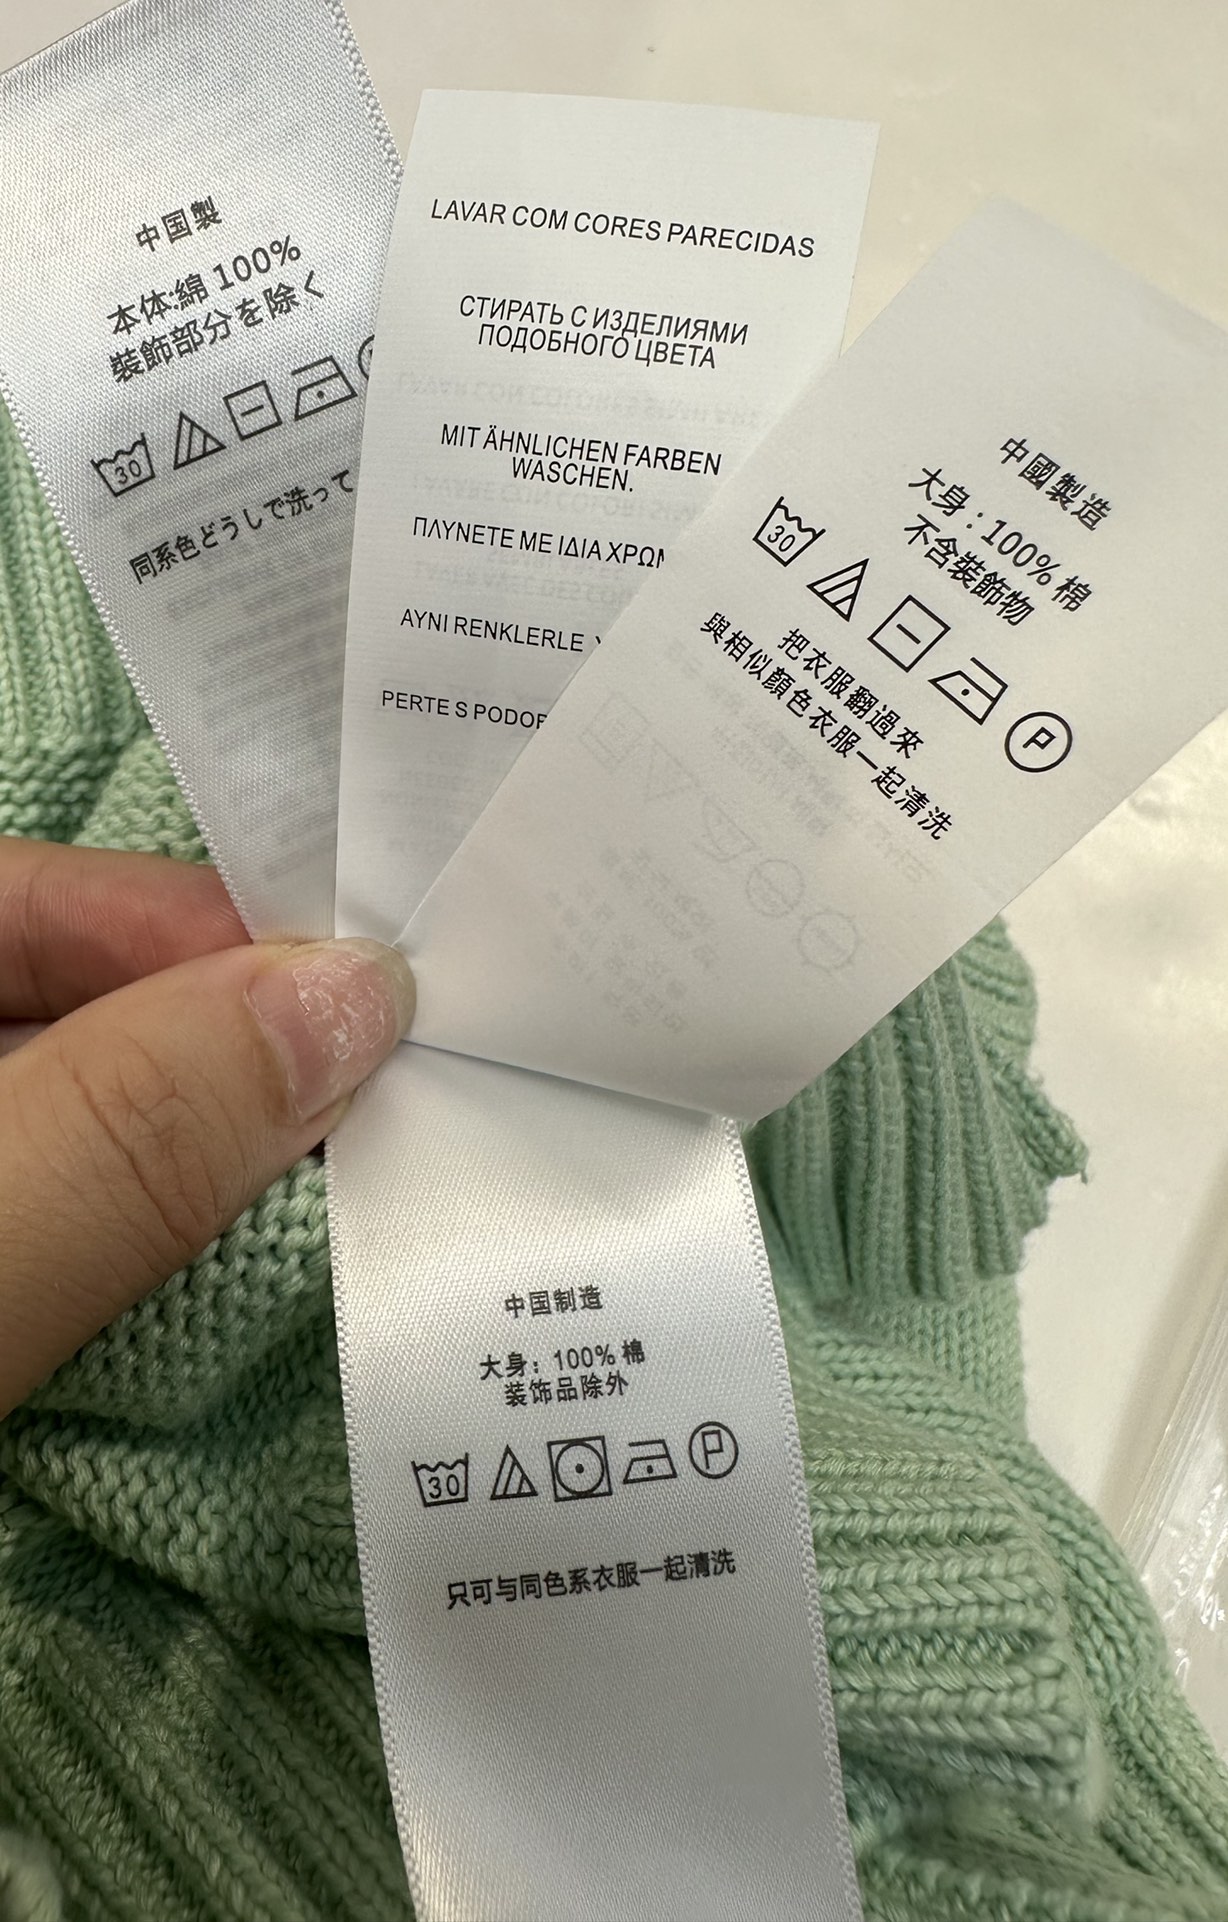 中国製
本体:綿 100%
装飾部分を除く
30
同系色どうしで洗って
LAVAR COM CORES PARECIDAS
СТИРАТЬ С ИЗДЕЛИЯМИ
ПОДОБНОГО ЦВЕТА
MIT ÄHNLICHEN FARBEN
WASCHEN.
ΠΛΥΝΕΤΕ ΜΕ ΙΔΙΑ
AYNI RENKLERLE
PERTE S
中國製造
大身 : 100% 棉
不含裝飾物
30
P
把衣服翻過來
與相似顏色衣服一起清洗
中国制造
大身：100% 棉
装饰品除外
30
P
只可与同色系衣服一起清洗